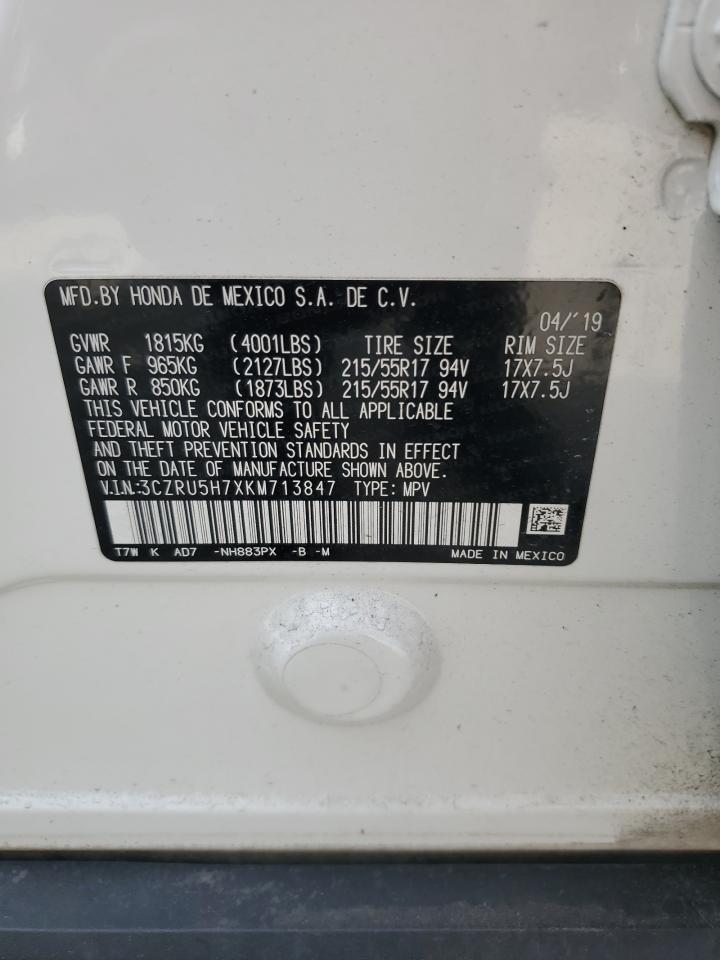 MFD.BY HONDA DE MEXICO S.A. DE C.V.
04/'19
GVWR 1815KG (4001LBS) TIRE SIZE RIM SIZE
GAWR F 965KG (2127LBS) 215/55R17 94V 17X7.5J
GAWR R 850KG (1873LBS) 215/55R17 94V 17X7.5J
THIS VEHICLE CONFORMS TO ALL APPLICABLE
FEDERAL MOTOR VEHICLE SAFETY
AND THEFT PREVENTION STANDARDS IN EFFECT
ON THE DATE OF MANUFACTURE SHOWN ABOVE.
V.I.N:3CZRU5H7XKM713847 TYPE: MPV
T7W K AD7 -NH883PX -B -M MADE IN MEXICO